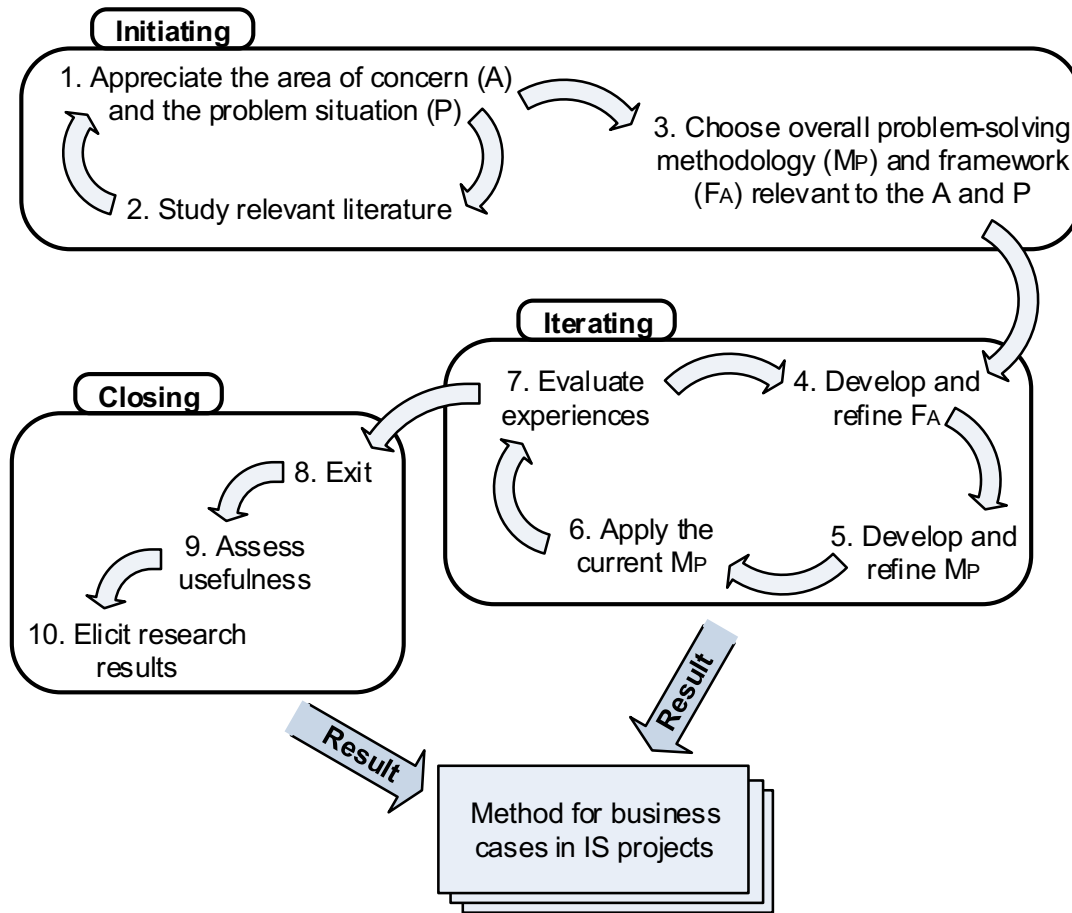 Initiating
1. Appreciate the area of concern (A)
and the problem situation (P)
2. Study relevant literature
3. Choose overall problem-solving
methodology (MP) and framework
(FA) relevant to the A and P
Iterating
7. Evaluate
experiences
4. Develop and
refine FA
6. Apply the
current MP
5. Develop and
refine MP
Closing
8. Exit
9. Assess
usefulness
10. Elicit research
results
Result
Result
Method for business
cases in IS projects